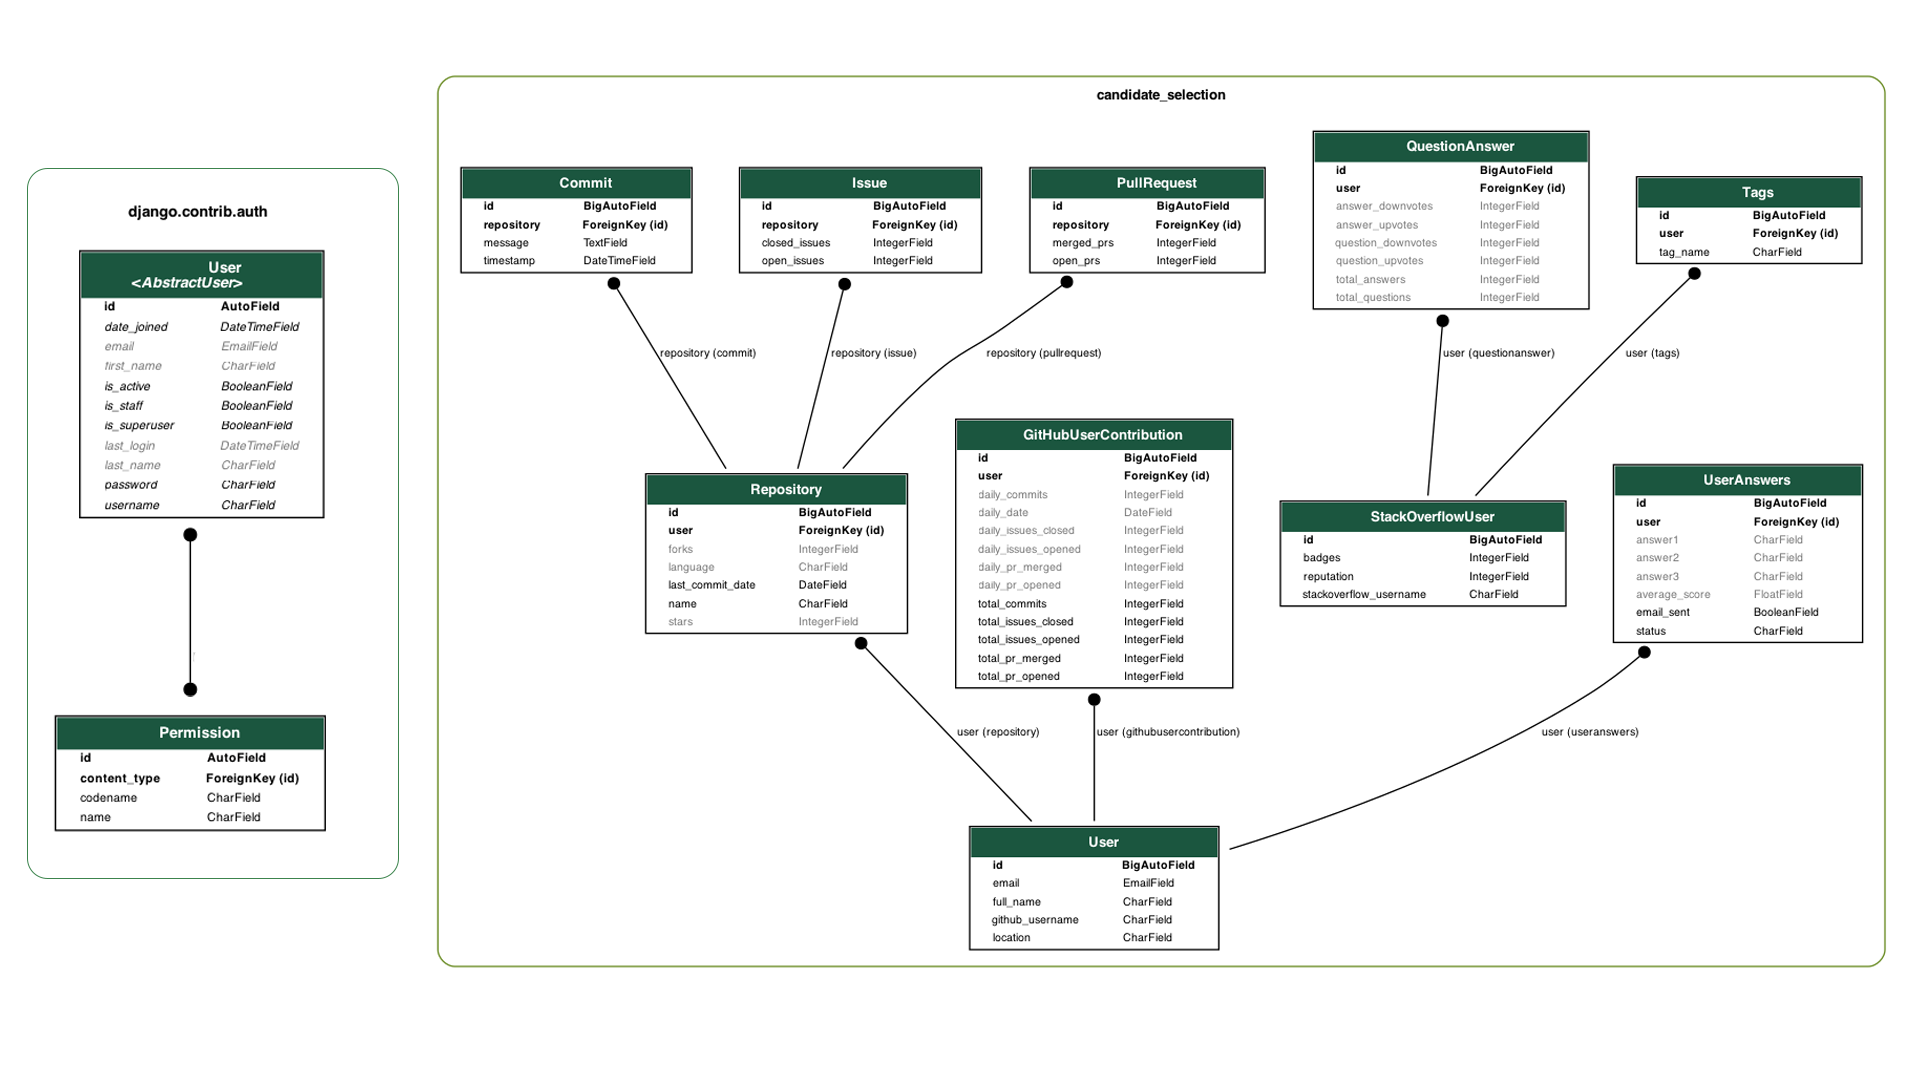 django.contrib.auth
User
<AbstractUser>
id AutoField
date_joined DateTimeField
email EmailField
first_name CharField
is_active BooleanField
is_staff BooleanField
is_superuser BooleanField
last_login DateTimeField
last_name CharField
password CharField
username CharField
Permission
id AutoField
content_type ForeignKey (id)
codename CharField
name CharField
candidate_selection
Commit
id BigAutoField
repository ForeignKey (id)
message TextField
timestamp DateTimeField
Issue
id BigAutoField
repository ForeignKey (id)
closed_issues IntegerField
open_issues IntegerField
PullRequest
id BigAutoField
repository ForeignKey (id)
merged_prs IntegerField
open_prs IntegerField
QuestionAnswer
id BigAutoField
user ForeignKey (id)
answer_downvotes IntegerField
answer_upvotes IntegerField
question_downvotes IntegerField
question_upvotes IntegerField
total_answers IntegerField
total_questions IntegerField
Tags
id BigAutoField
user ForeignKey (id)
tag_name CharField
repository (commit)
repository (issue)
repository (pullrequest)
user (questionanswer)
user (tags)
Repository
id BigAutoField
user ForeignKey (id)
forks IntegerField
language CharField
last_commit_date DateField
name CharField
stars IntegerField
GitHubUserContribution
id BigAutoField
user ForeignKey (id)
daily_commits IntegerField
daily_date DateField
daily_issues_closed IntegerField
daily_issues_opened IntegerField
daily_pr_merged IntegerField
daily_pr_opened IntegerField
total_commits IntegerField
total_issues_closed IntegerField
total_issues_opened IntegerField
total_pr_merged IntegerField
total_pr_opened IntegerField
StackOverflowUser
id BigAutoField
badges IntegerField
reputation IntegerField
stackoverflow_username CharField
UserAnswers
id BigAutoField
user ForeignKey (id)
answer1 CharField
answer2 CharField
answer3 CharField
average_score FloatField
email_sent BooleanField
status CharField
user (repository)
user (githubusercontribution)
user (useranswers)
User
id BigAutoField
email EmailField
full_name CharField
github_username CharField
location CharField